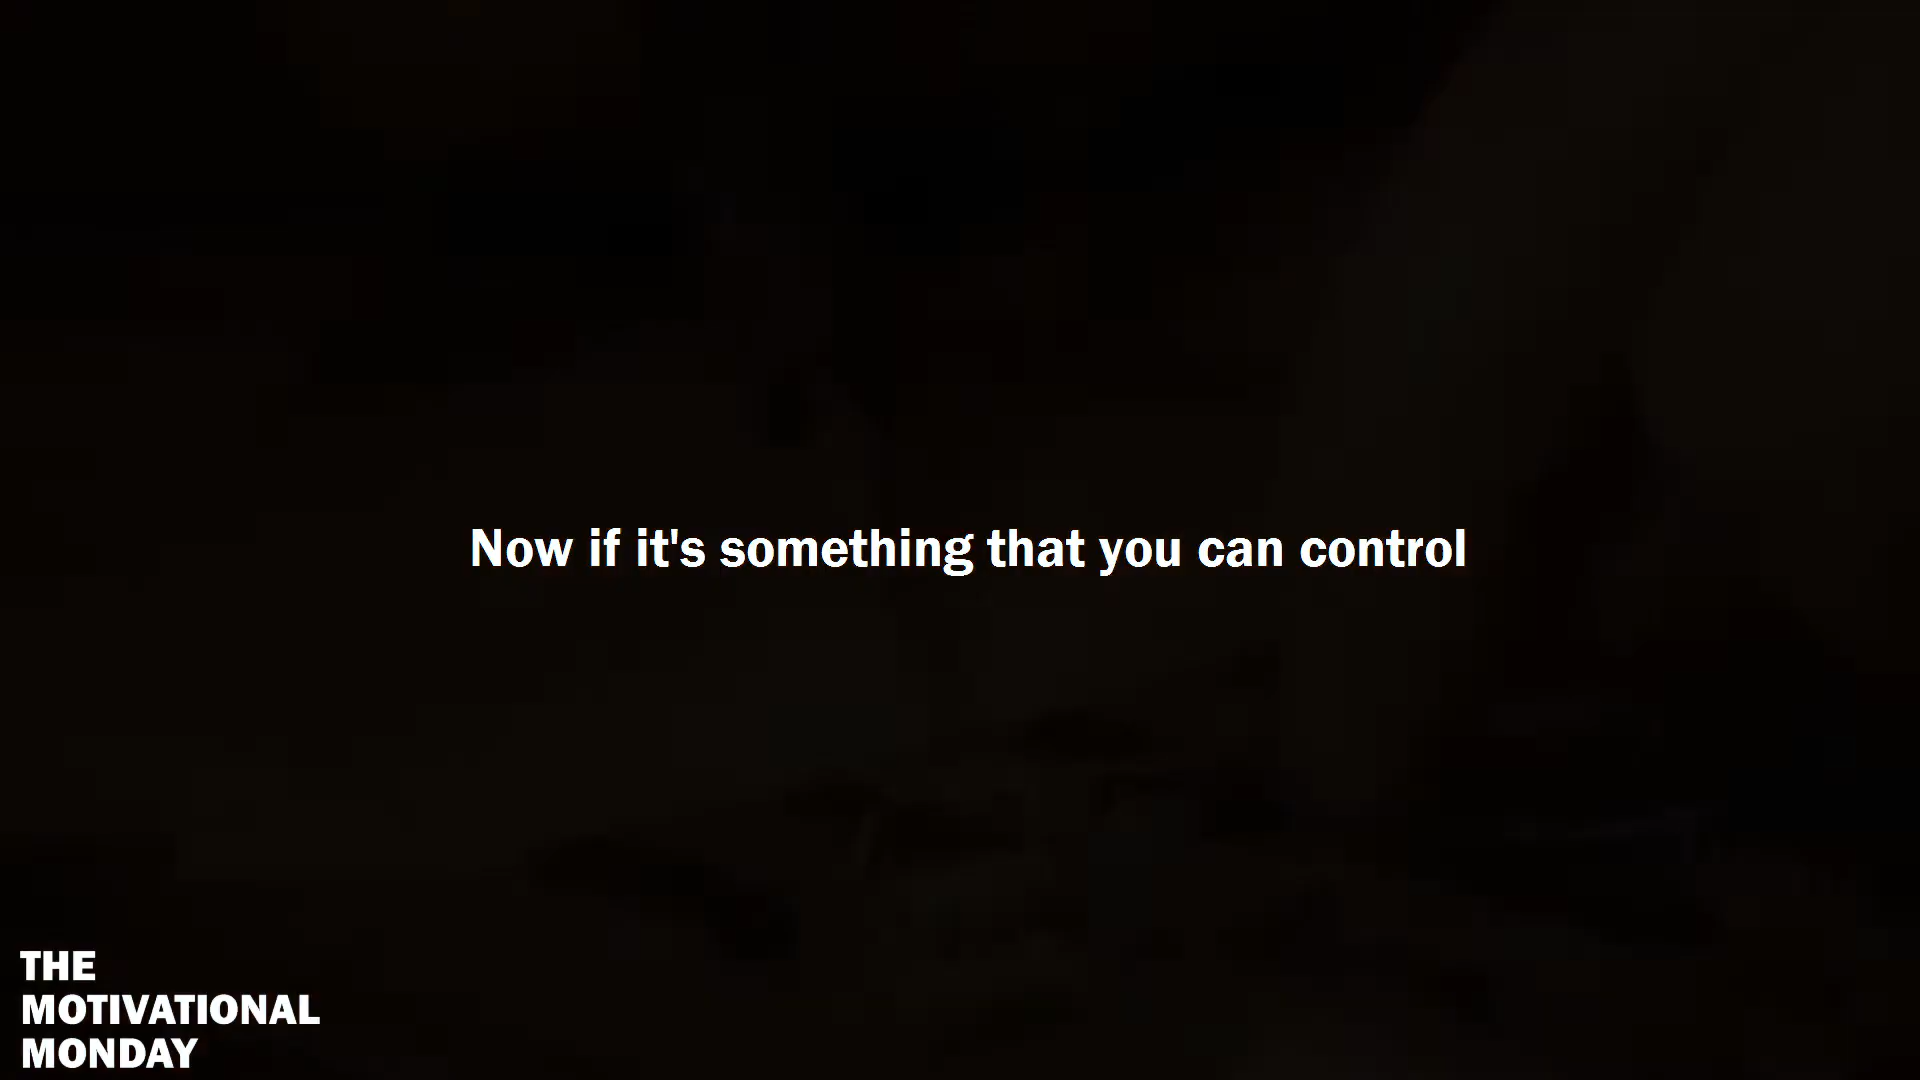 Now if it's something that you can control
THE
MOTIVATIONAL
MONDAY